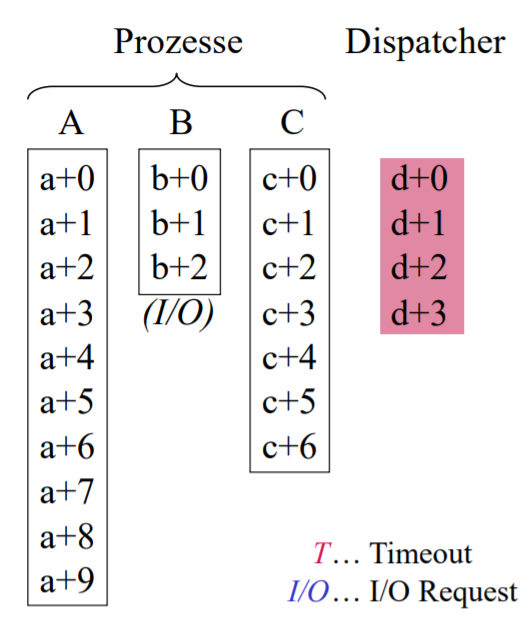 Prozesse Dispatcher
A B C
a+0 b+0 c+0 d+0
a+1 b+1 c+1 d+1
a+2 b+2 c+2 d+2
a+3 (I/O) c+3 d+3
a+4 c+4
a+5 c+5
a+6 c+6
a+7
a+8
a+9
T… Timeout
I/O… I/O Request